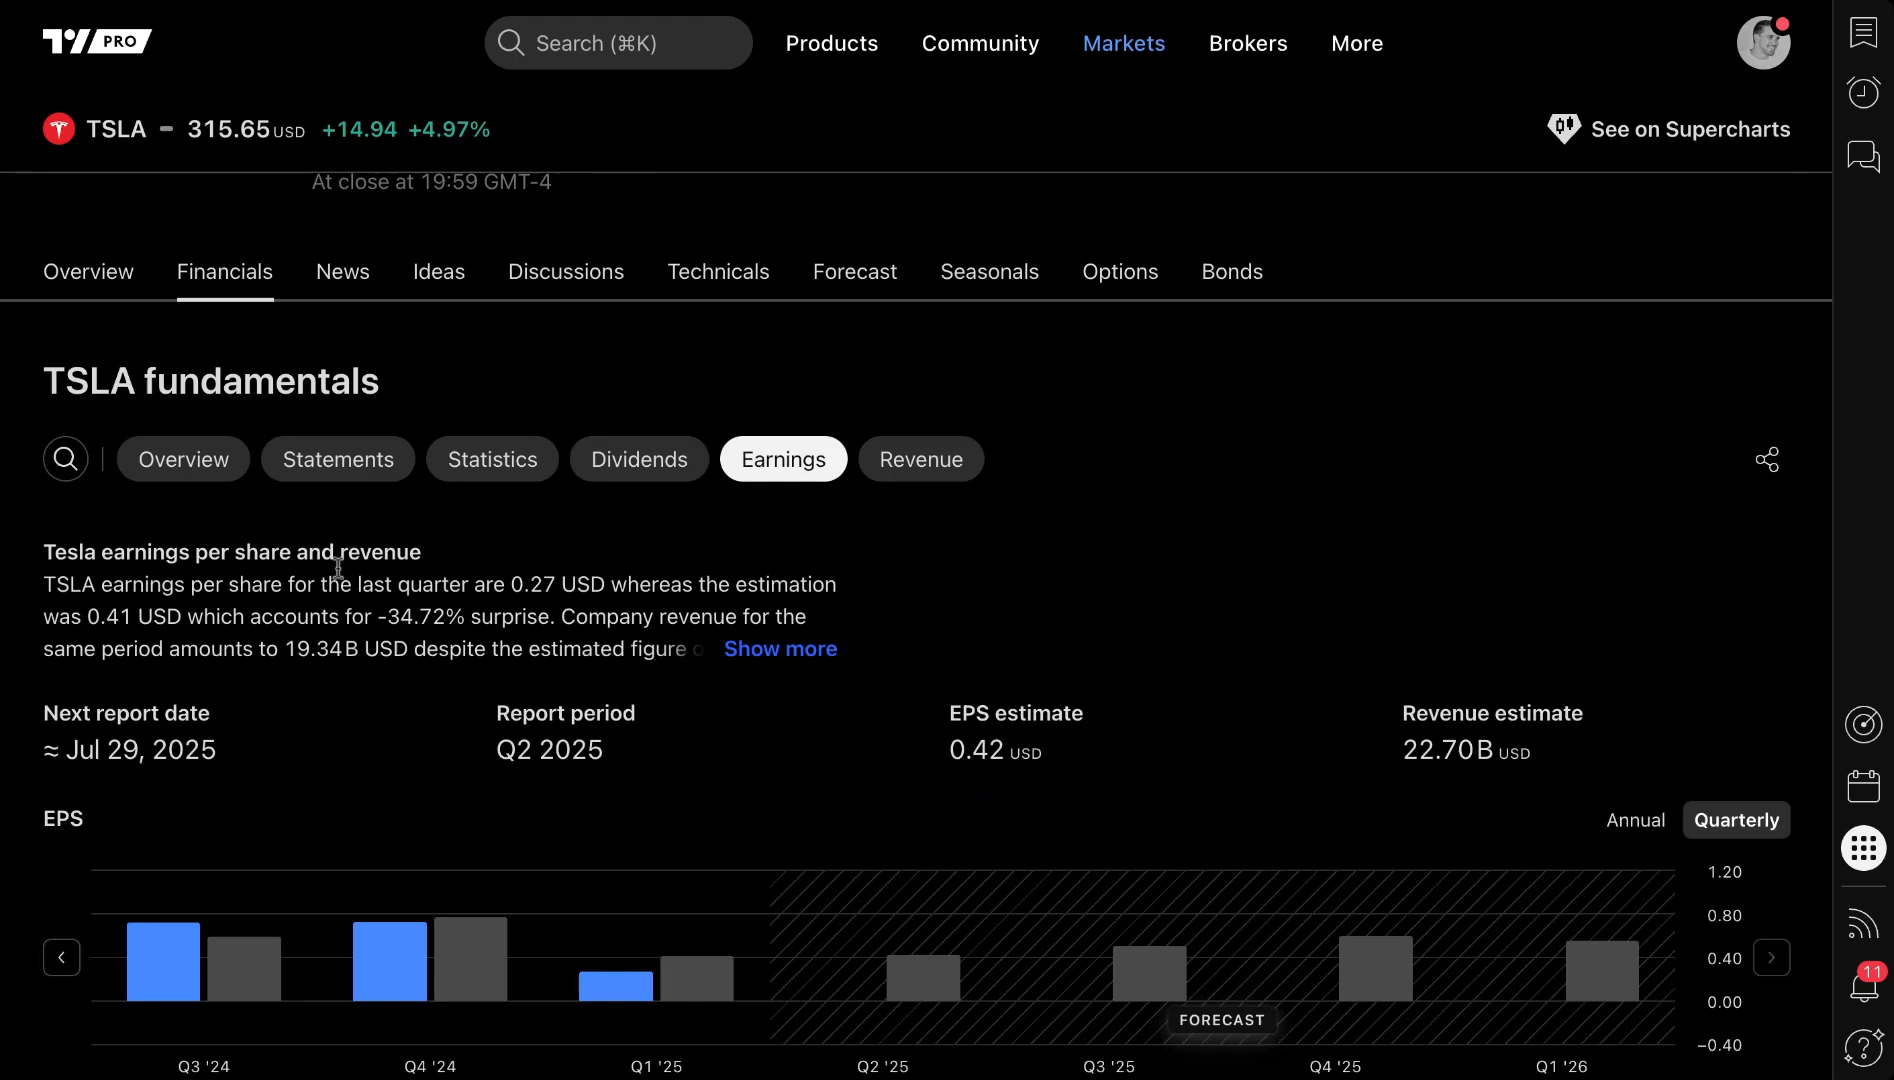 PRO
Search (⌘K)
Products
Community
Markets
Brokers
More
TSLA
315.65 USD
+14.94 +4.97%
See on Supercharts
At close at 19:59 GMT-4
Overview
Financials
News
Ideas
Discussions
Technicals
Forecast
Seasonals
Options
Bonds
TSLA fundamentals
Overview
Statements
Statistics
Dividends
Earnings
Revenue
Tesla earnings per share and revenue
TSLA earnings per share for the last quarter are 0.27 USD whereas the estimation
was 0.41 USD which accounts for -34.72% surprise. Company revenue for the
same period amounts to 19.34 B USD despite the estimated figure
Show more
Next report date
≈ Jul 29, 2025
Report period
Q2 2025
EPS estimate
0.42 USD
Revenue estimate
22.70 B USD
EPS
Annual
Quarterly
1.20
0.80
0.40
0.00
−0.40
FORECAST
Q3 '24
Q4 '24
Q1 '25
Q2 '25
Q3 '25
Q4 '25
Q1 '26
11